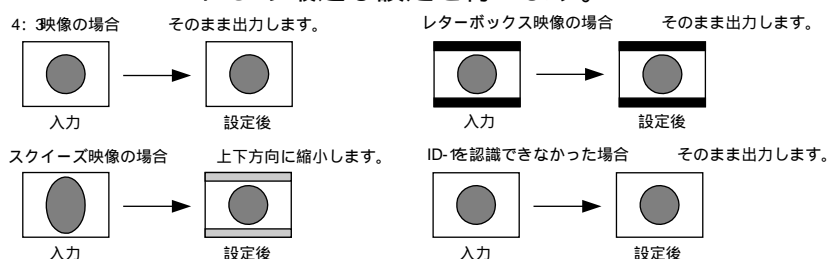 4：3映像の場合 そのまま出力します。
入力 設定後
スクイーズ映像の場合 上下方向に縮小します。
入力 設定後
レターボックス映像の場合 そのまま出力します。
入力 設定後
ID-1を認識できなかった場合 そのまま出力します。
入力 設定後